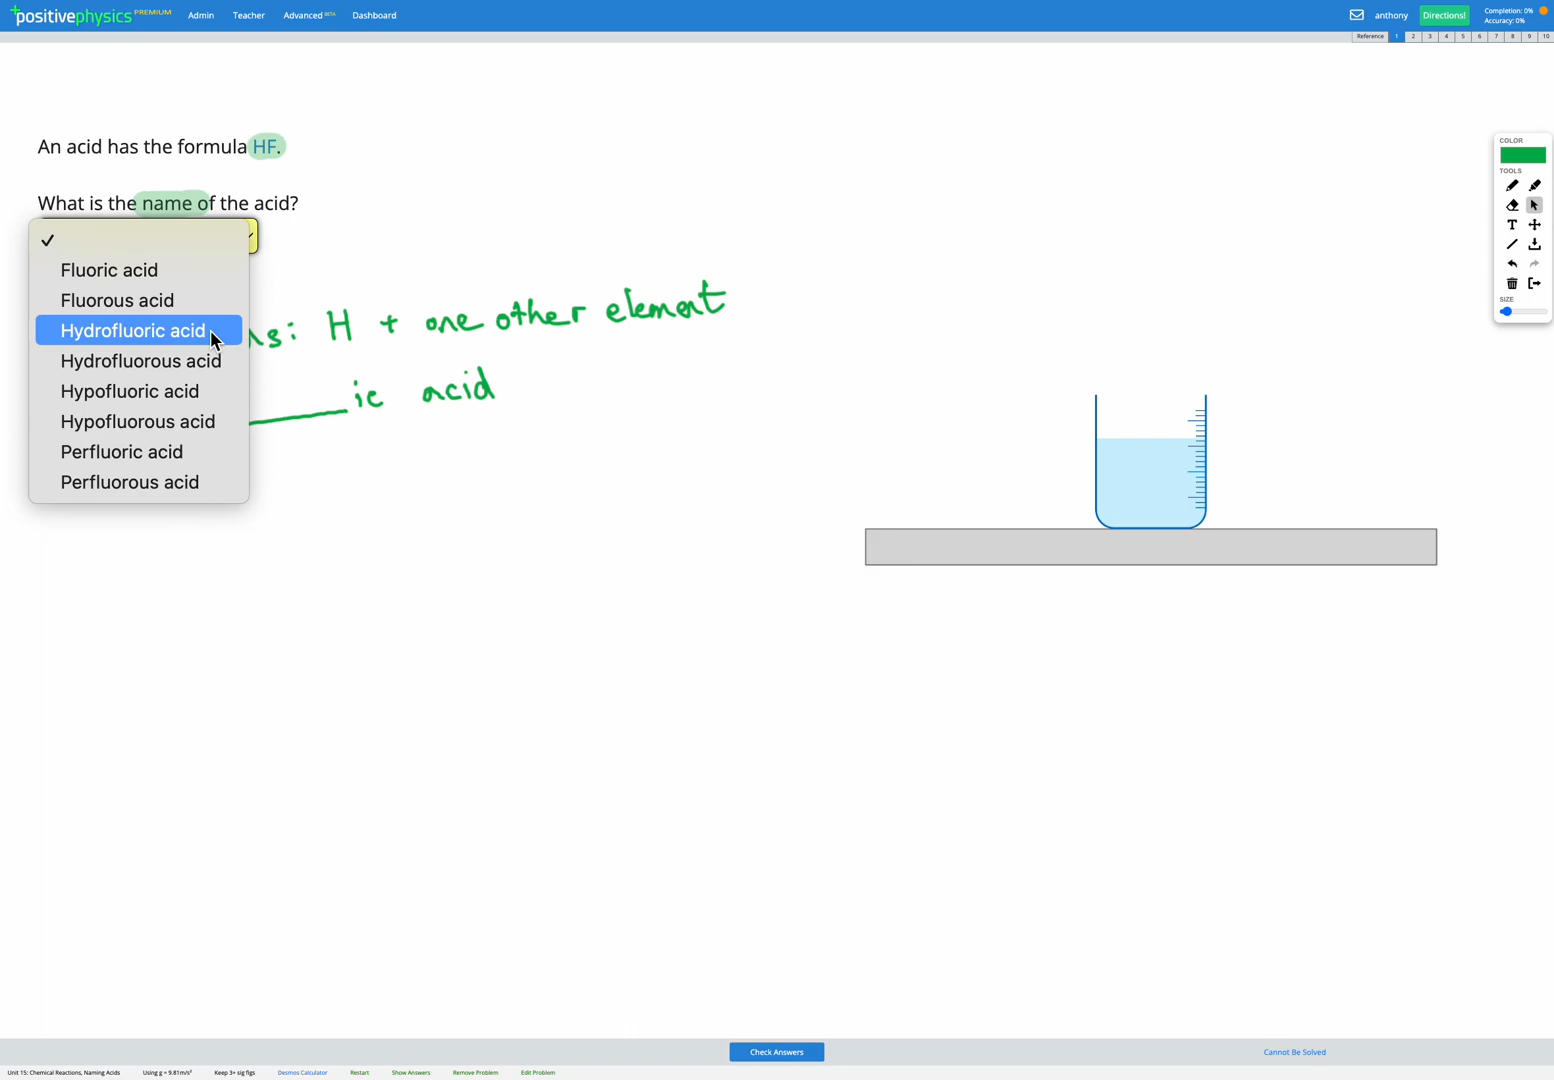 positivephysics PREMIUM Admin Teacher Advanced BETA Dashboard anthony Directions! Completion: 0%
Accuracy: 0%
Reference 1 2 3 4 5 6 7 8 9 10
An acid has the formula HF.
What is the name of the acid?
✓
Fluoric acid
Fluorous acid
Hydrofluoric acid
Hydrofluorous acid
Hypofluoric acid
Hypofluorous acid
Perfluoric acid
Perfluorous acid
: H + one other element
ic acid
COLOR
TOOLS
T
SIZE
Check Answers
Cannot Be Solved
Unit 15: Chemical Reactions, Naming Acids Using g = 9.81m/s² Keep 3+ sig figs Desmos Calculator Restart Show Answers Remove Problem Edit Problem